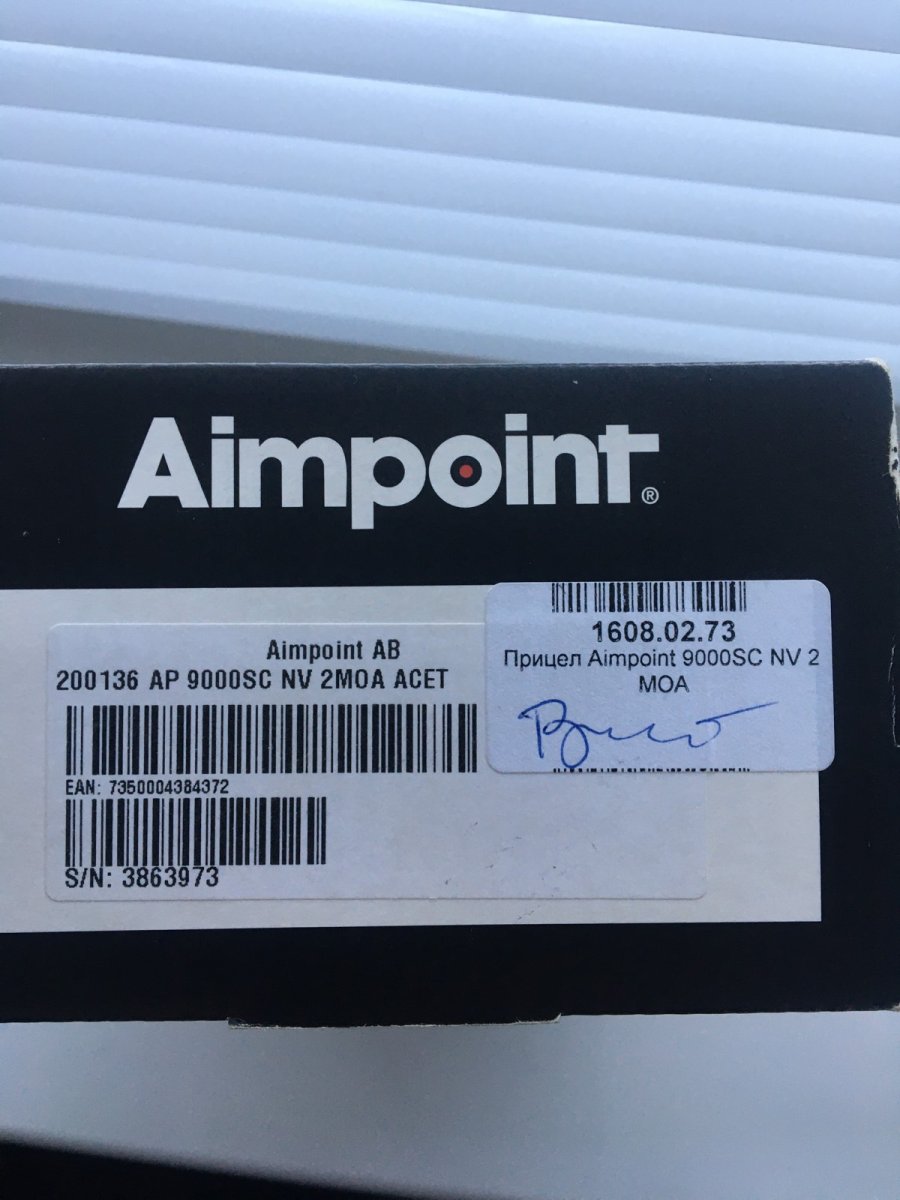 Aimpoint®
Aimpoint AB
200136 AP 9000SC NV 2MOA ACET
EAN: 7350004384372
S/N: 3863973
1608.02.73
Прицел Aimpoint 9000SC NV 2
MOA